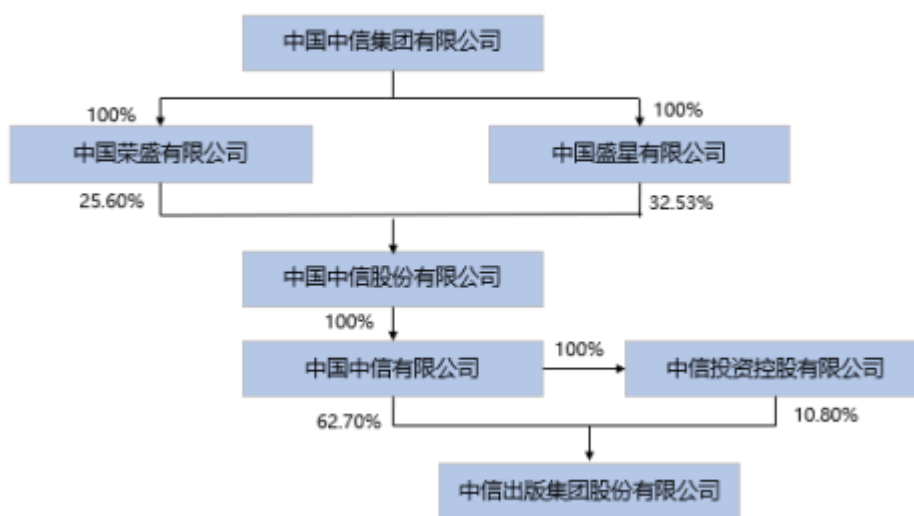 中国中信集团有限公司
100%
100%
中国荣盛有限公司
中国盛星有限公司
25.60%
32.53%
中国中信股份有限公司
100%
中国中信有限公司
100%
中信投资控股有限公司
62.70%
10.80%
中信出版集团股份有限公司